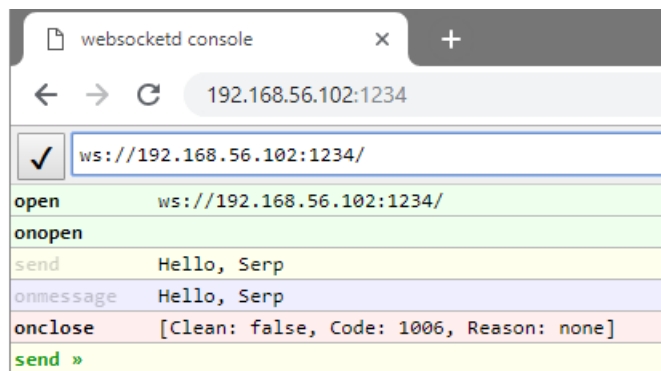 websocketd console
192.168.56.102:1234
✓ ws://192.168.56.102:1234/
open ws://192.168.56.102:1234/
onopen
send Hello, Serp
onmessage Hello, Serp
onclose [Clean: false, Code: 1006, Reason: none]
send »